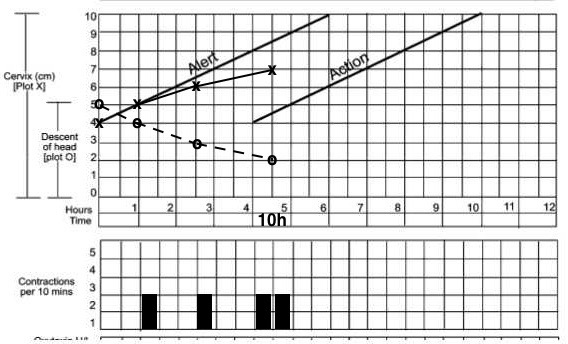 10
9
8
7
6
5
4
3
2
1
0
Cervix (cm)
[Plot X]
Descent
of head
[plot O]
Alert
Action
X X X X
O O O O
Hours 1 2 3 4 5 6 7 8 9 10 11 12
Time 10h
Contractions
per 10 mins
5
4
3
2
1